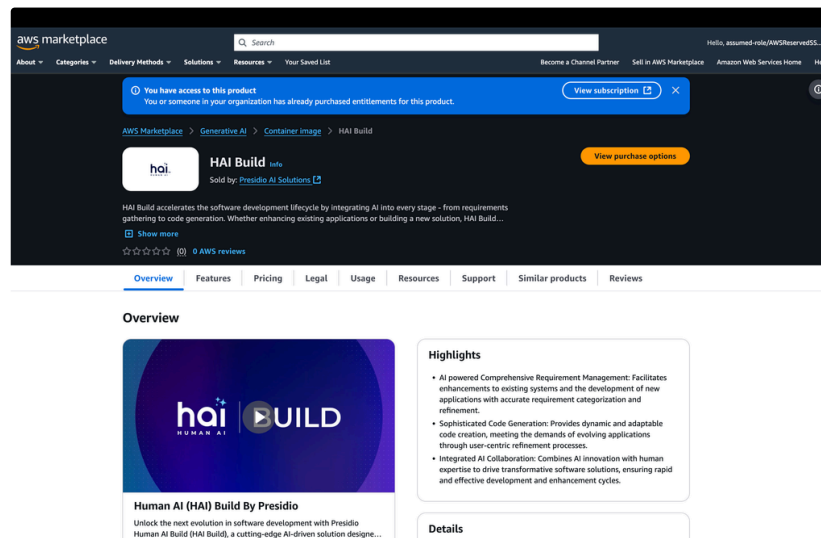 aws marketplace
Search
Hello, assumed-role/AWSReservedSS...
About Categories Delivery Methods Solutions Resources Your Saved List
Become a Channel Partner Sell in AWS Marketplace Amazon Web Services Home He
You have access to this product
You or someone in your organization has already purchased entitlements for this product.
View subscription
AWS Marketplace > Generative AI > Container image > HAI Build
hai
HUMAN AI
HAI Build Info
Sold by: Presidio AI Solutions
View purchase options
HAI Build accelerates the software development lifecycle by integrating AI into every stage - from requirements
gathering to code generation. Whether enhancing existing applications or building a new solution, HAI Build...
Show more
(0) 0 AWS reviews
Overview Features Pricing Legal Usage Resources Support Similar products Reviews
Overview
hai BUILD
HUMAN AI
Human AI (HAI) Build By Presidio
Unlock the next evolution in software development with Presidio
Human AI Build (HAI Build), a cutting-edge AI-driven solution designe...
Highlights
• AI powered Comprehensive Requirement Management: Facilitates
enhancements to existing systems and the development of new
applications with accurate requirement categorization and
refinement.
• Sophisticated Code Generation: Provides dynamic and adaptable
code creation, meeting the demands of evolving applications
through user-centric refinement processes.
• Integrated AI Collaboration: Combines AI innovation with human
expertise to drive transformative software solutions, ensuring rapid
and effective development and enhancement cycles.
Details